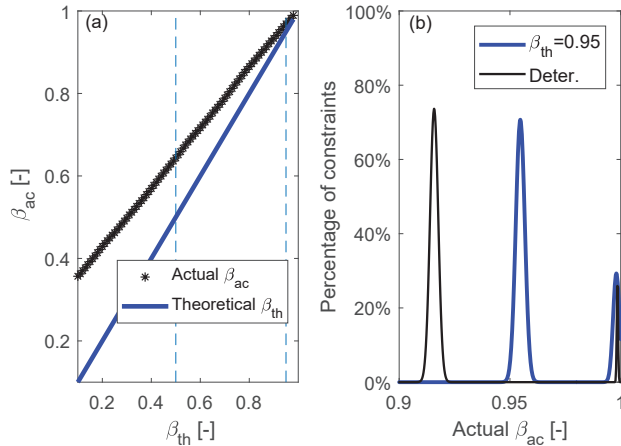 (a)
1
0.8
0.6
0.4
0.2
β_ac [-]
0.2 0.4 0.6 0.8
β_th [-]
Actual β_ac
Theoretical β_th
(b)
100%
80%
60%
40%
20%
0%
Percentage of constraints
0.9 0.95 1
Actual β_ac [-]
β_th=0.95
Deter.